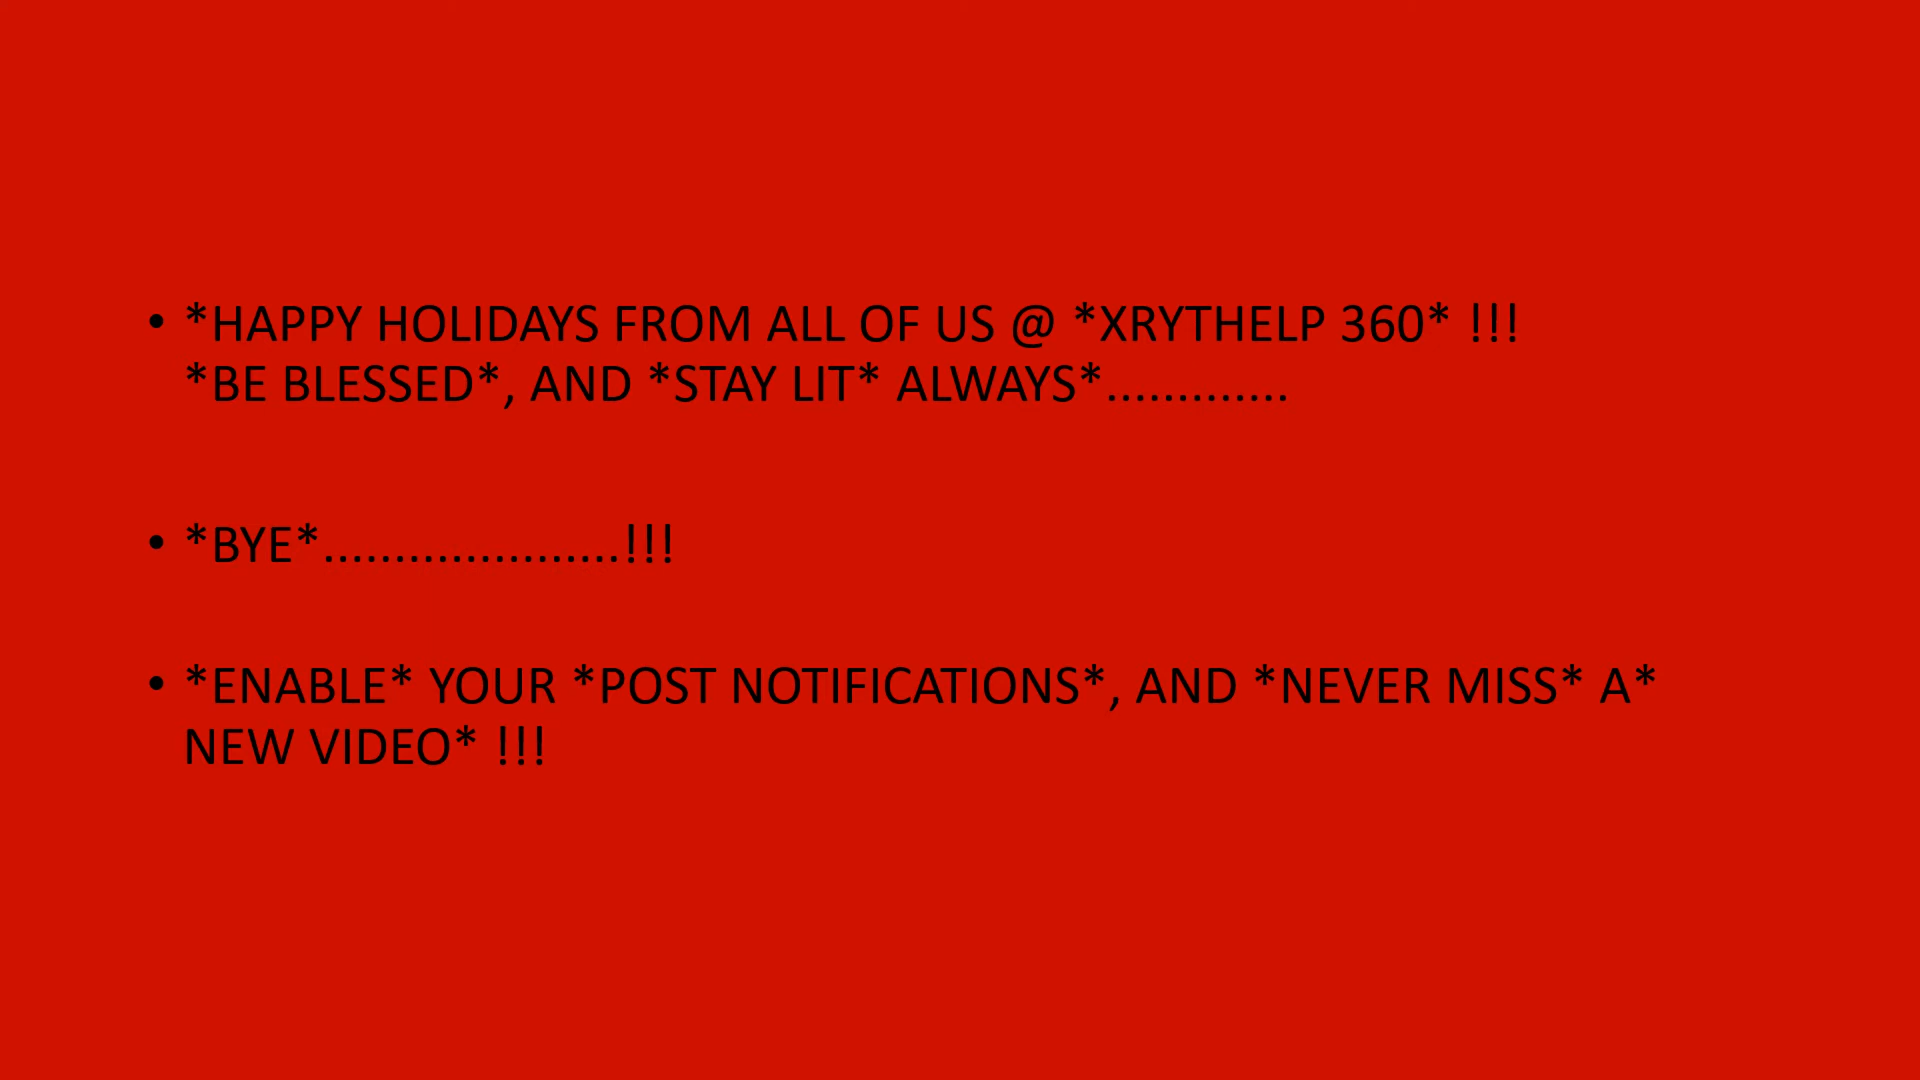 • *HAPPY HOLIDAYS FROM ALL OF US @ *XRYTHELP 360* !!!
*BE BLESSED*, AND *STAY LIT* ALWAYS*.............
• *BYE*.....................!!!
• *ENABLE* YOUR *POST NOTIFICATIONS*, AND *NEVER MISS* A*
NEW VIDEO* !!!